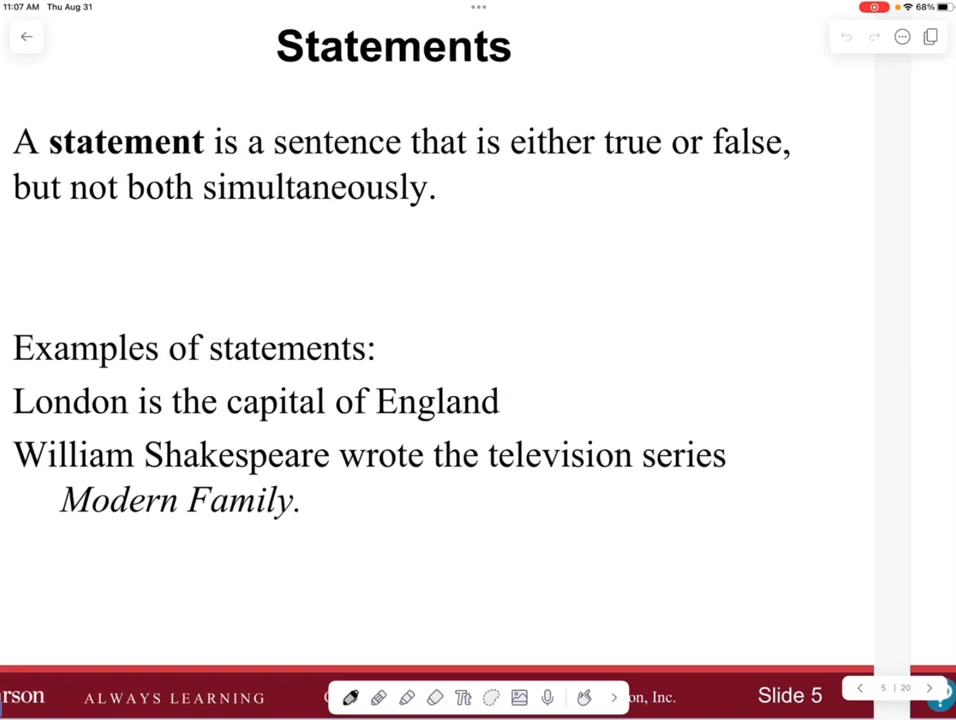 11:07 AM Thu Aug 31
68%
Statements
A statement is a sentence that is either true or false,
but not both simultaneously.
Examples of statements:
London is the capital of England
William Shakespeare wrote the television series
Modern Family.
ALWAYS LEARNING
Tt
Inc.
Slide 5
5 | 20